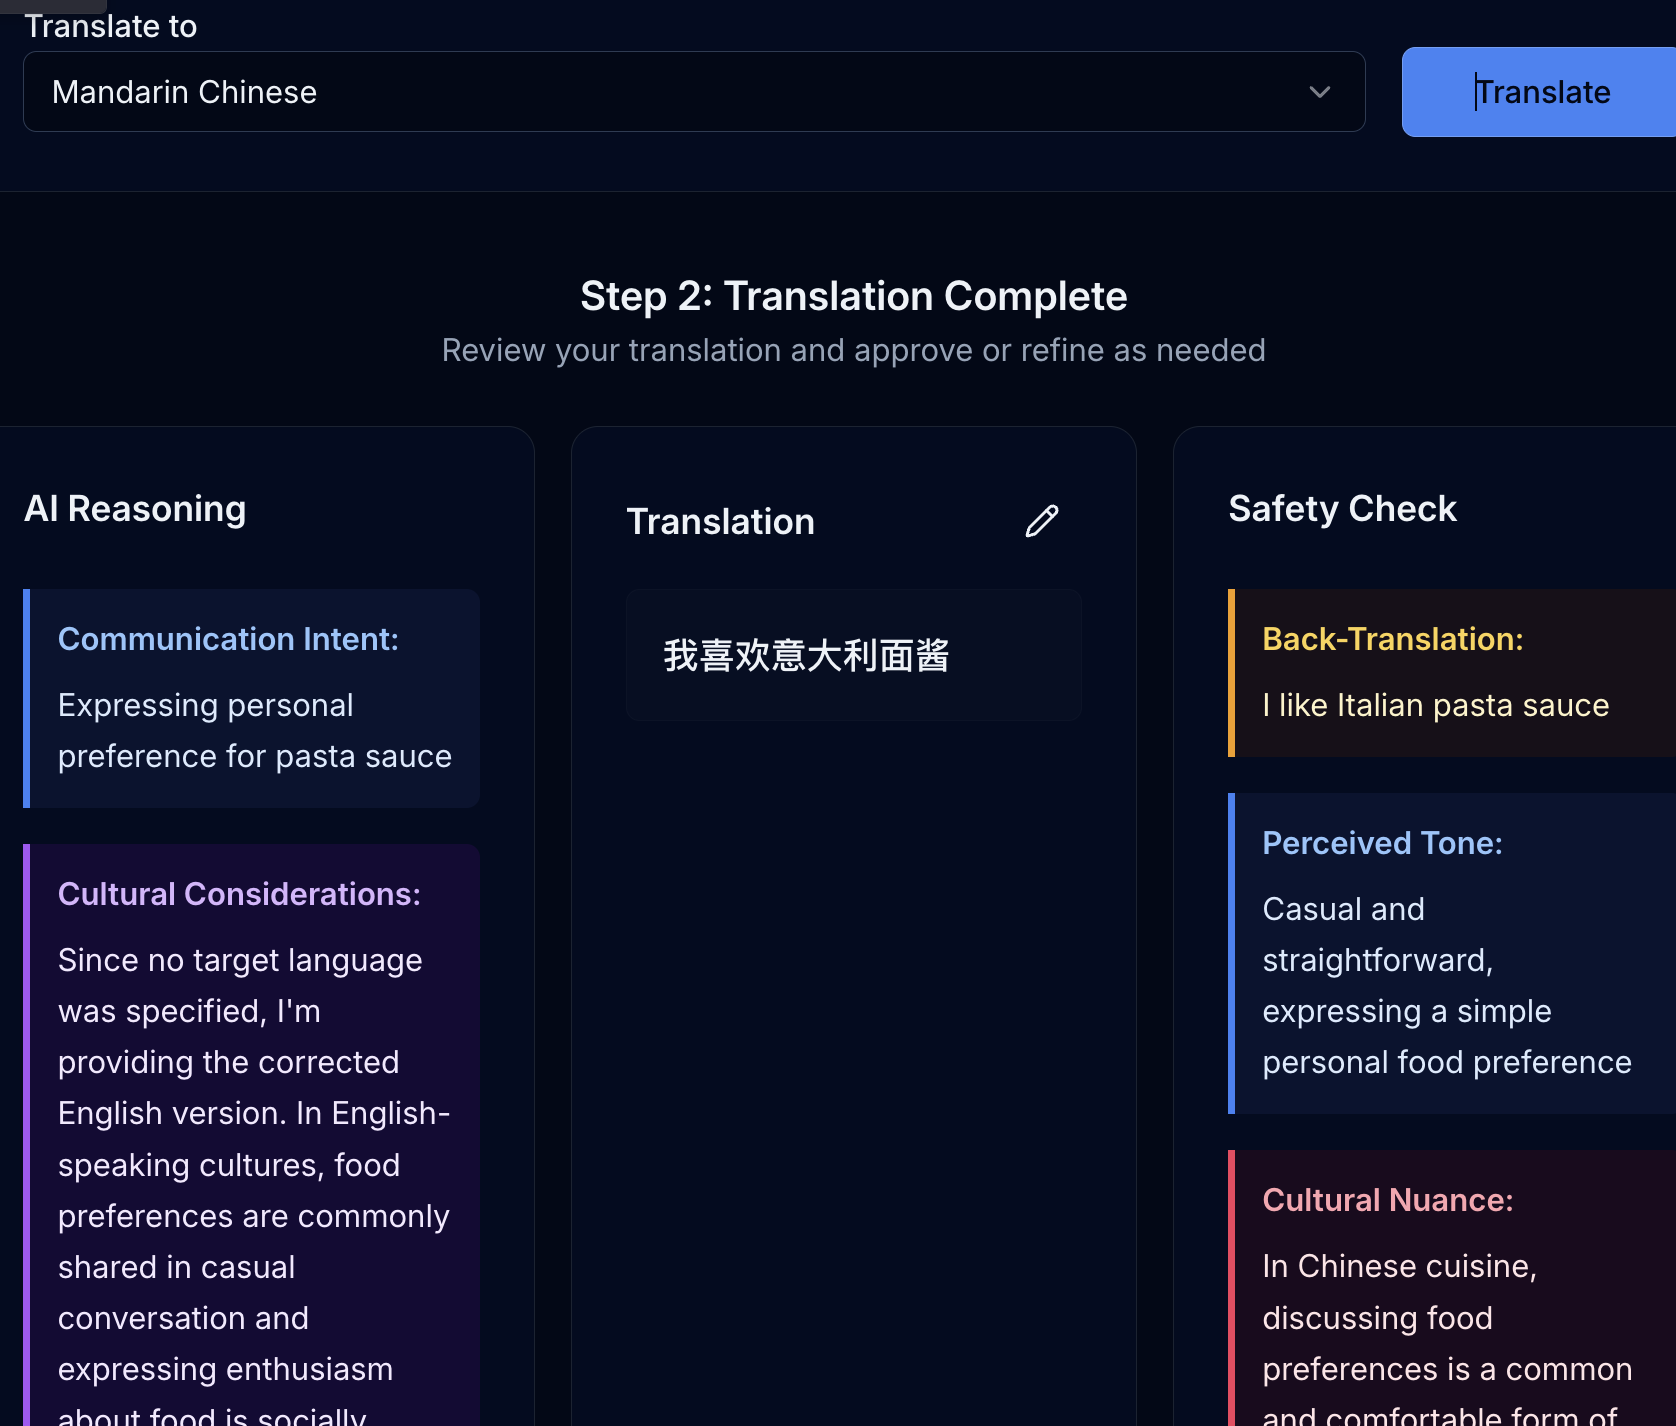 Translate to
Mandarin Chinese
Translate
Step 2: Translation Complete
Review your translation and approve or refine as needed
AI Reasoning
Communication Intent:
Expressing personal
preference for pasta sauce
Cultural Considerations:
Since no target language
was specified, I'm
providing the corrected
English version. In English-
speaking cultures, food
preferences are commonly
shared in casual
conversation and
expressing enthusiasm
about food is socially
Translation
我喜欢意大利面酱
Safety Check
Back-Translation:
I like Italian pasta sauce
Perceived Tone:
Casual and
straightforward,
expressing a simple
personal food preference
Cultural Nuance:
In Chinese cuisine,
discussing food
preferences is a common
and comfortable form of